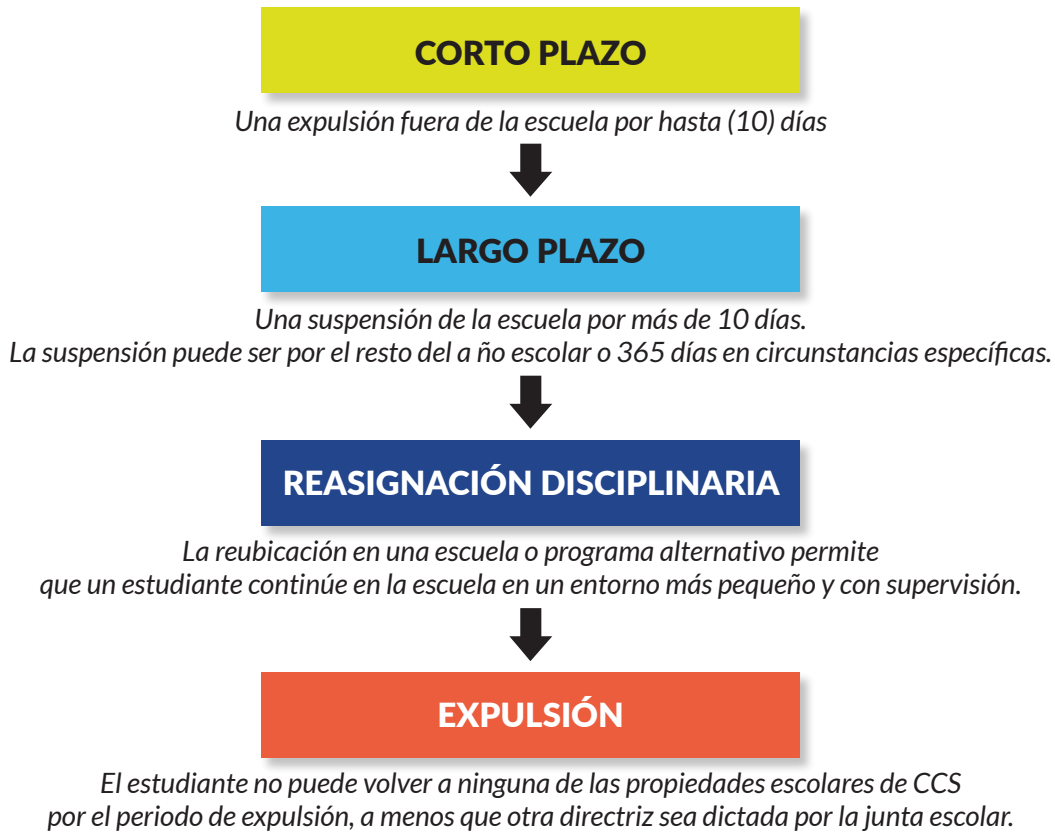 CORTO PLAZO
Una expulsión fuera de la escuela por hasta (10) días
LARGO PLAZO
Una suspensión de la escuela por más de 10 días.
La suspensión puede ser por el resto del a ño escolar o 365 días en circunstancias específicas.
REASIGNACIÓN DISCIPLINARIA
La reubicación en una escuela o programa alternativo permite
que un estudiante continúe en la escuela en un entorno más pequeño y con supervisión.
EXPULSIÓN
El estudiante no puede volver a ninguna de las propiedades escolares de CCS
por el periodo de expulsión, a menos que otra directriz sea dictada por la junta escolar.